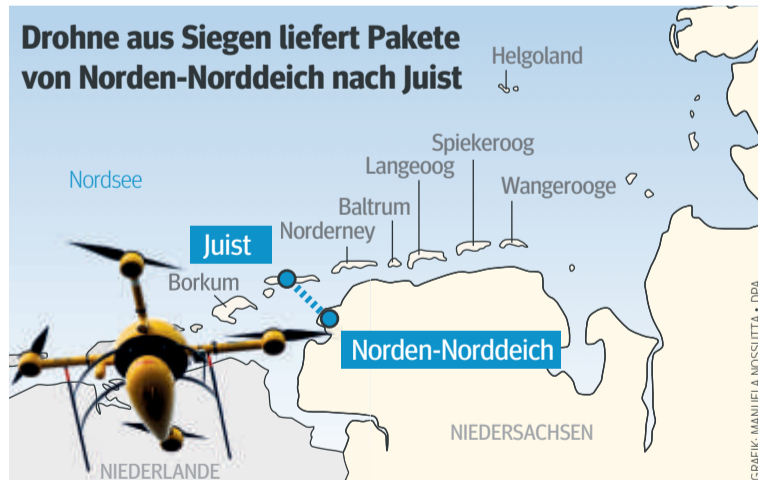 Drohne aus Siegen liefert Pakete
von Norden-Norddeich nach Juist
Helgoland
Nordsee
Spiekeroog
Langeoog
Wangerooge
Baltrum
Norderney
Juist
Borkum
Norden-Norddeich
NIEDERSACHSEN
NIEDERLANDE
GRAFIK: MANUELA NOSSUTTA • DPA